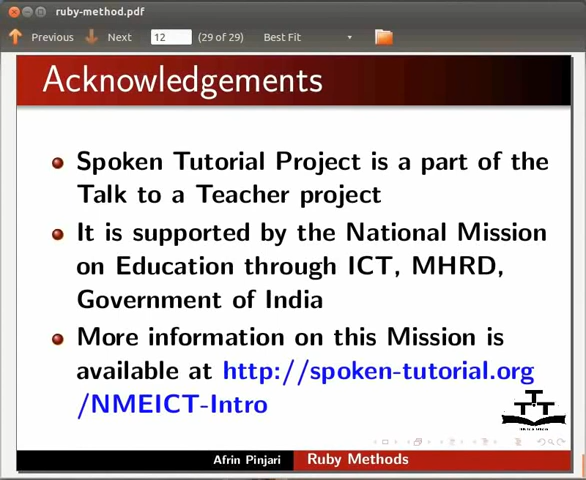 ruby-method.pdf
Previous Next 12 (29 of 29) Best Fit
Acknowledgements
Spoken Tutorial Project is a part of the
Talk to a Teacher project
It is supported by the National Mission
on Education through ICT, MHRD,
Government of India
More information on this Mission is
available at http://spoken-tutorial.org
/NMEICT-Intro
Afrin Pinjari Ruby Methods